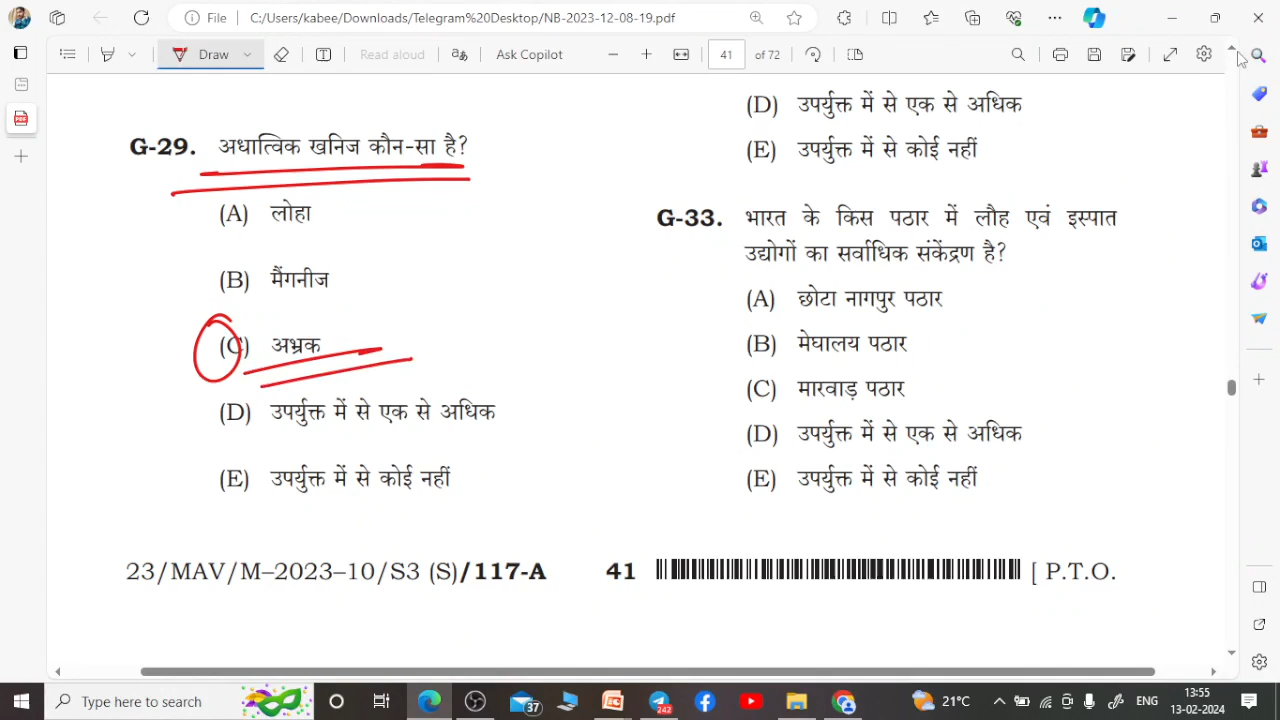 File
C:/Users/kabee/Downloads/Telegram%20Desktop/NB-2023-12-08-19.pdf
Draw
Read aloud
Ask Copilot
41 of 72
G-29. अधात्विक खनिज कौन-सा है?
(A) लोहा
(B) मैंगनीज
(C) अभ्रक
(D) उपर्युक्त में से एक से अधिक
(E) उपर्युक्त में से कोई नहीं
(D) उपर्युक्त में से एक से अधिक
(E) उपर्युक्त में से कोई नहीं
G-33. भारत के किस पठार में लौह एवं इस्पात
उद्योगों का सर्वाधिक संकेंद्रण है?
(A) छोटा नागपुर पठार
(B) मेघालय पठार
(C) मारवाड़ पठार
(D) उपर्युक्त में से एक से अधिक
(E) उपर्युक्त में से कोई नहीं
23/MAV/M–2023–10/S3 (S)/117-A
41
[ P.T.O.
Type here to search
37
242
21°C
ENG
13:55
13-02-2024